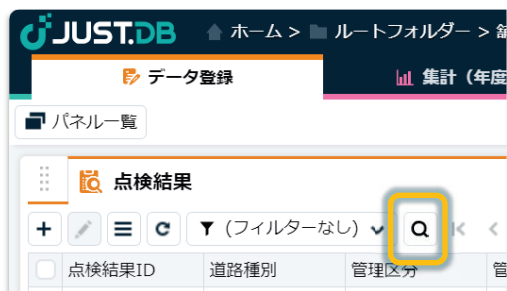 JUST.DB ホーム > ルートフォルダー >
データ登録 集計（年度
パネル一覧
点検結果
(フィルターなし)
点検結果ID 道路種別 管理区分 管